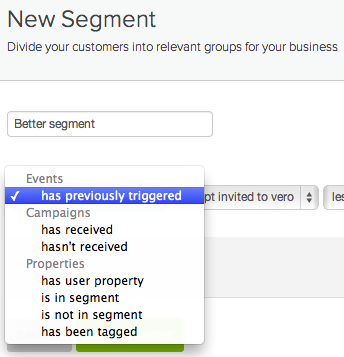 New Segment
Divide your customers into relevant groups for your business
Better segment
Events
✓ has previously triggered
invited to vero
Campaigns
has received
hasn't received
Properties
has user property
is in segment
is not in segment
has been tagged